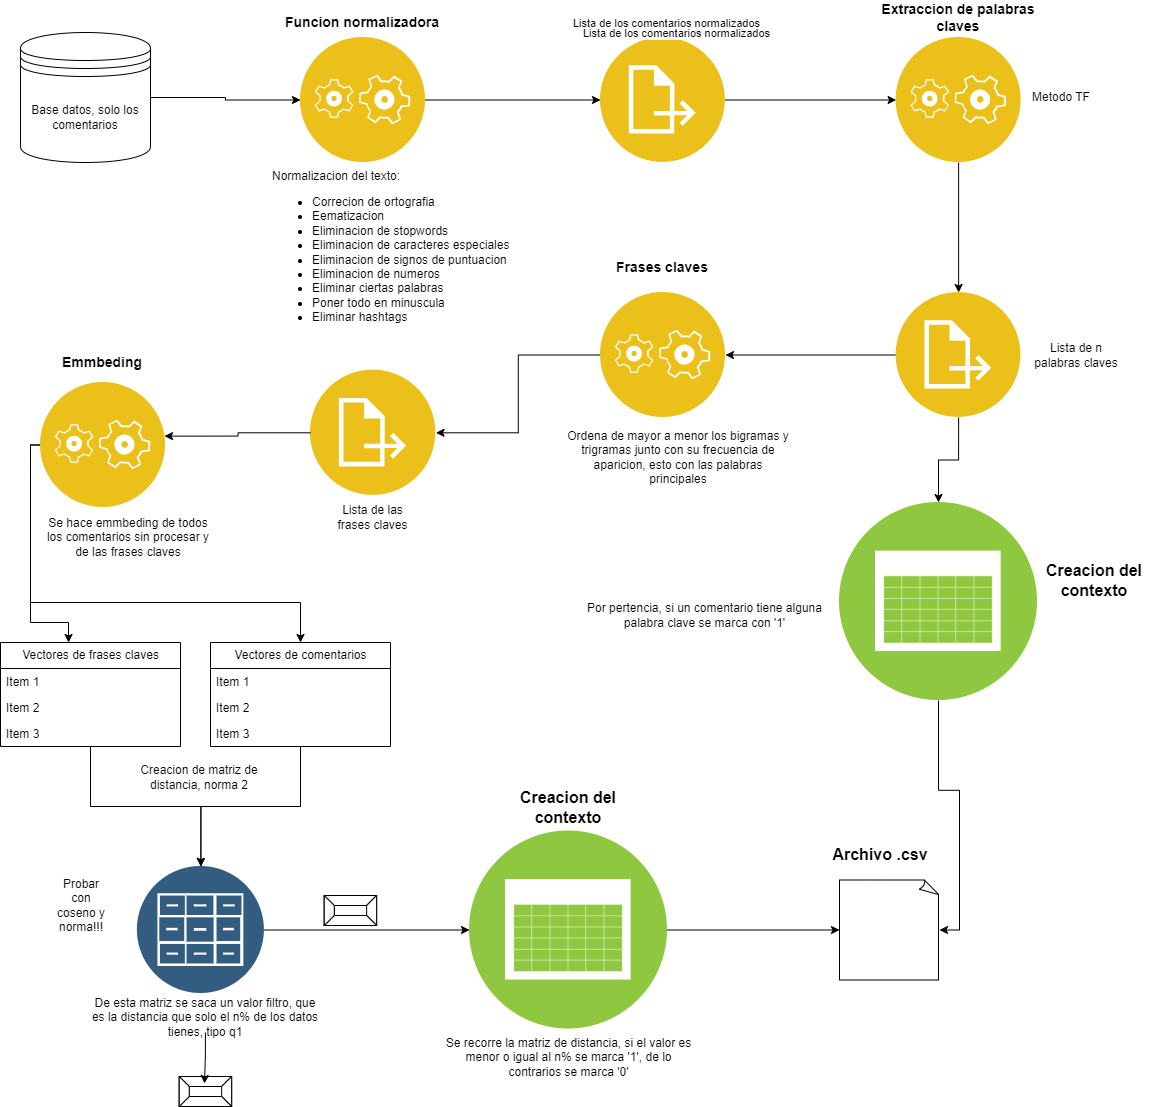 Funcion normalizadora
Lista de los comentarios normalizados
Lista de los comentarios normalizados
Extraccion de palabras
claves
Base datos, solo los
comentarios
Metodo TF
Normalizacion del texto:
Correcion de ortografia
Eematizacion
Eliminacion de stopwords
Eliminacion de caracteres especiales
Eliminacion de signos de puntuacion
Eliminacion de numeros
Eliminar ciertas palabras
Poner todo en minuscula
Eliminar hashtags
Frases claves
Lista de n
palabras claves
Emmbeding
Ordena de mayor a menor los bigramas y
trigramas junto con su frecuencia de
aparicion, esto con las palabras
principales
Lista de las
frases claves
Se hace emmbeding de todos
los comentarios sin procesar y
de las frases claves
Creacion del
contexto
Por pertencia, si un comentario tiene alguna
palabra clave se marca con '1'
Vectores de frases claves
Item 1
Item 2
Item 3
Vectores de comentarios
Item 1
Item 2
Item 3
Creacion de matriz de
distancia, norma 2
Creacion del
contexto
Archivo .csv
Probar
con
coseno y
norma!!!
De esta matriz se saca un valor filtro, que
es la distancia que solo el n% de los datos
tienes, tipo q1
Se recorre la matriz de distancia, si el valor es
menor o igual al n% se marca '1', de lo
contrarios se marca '0'